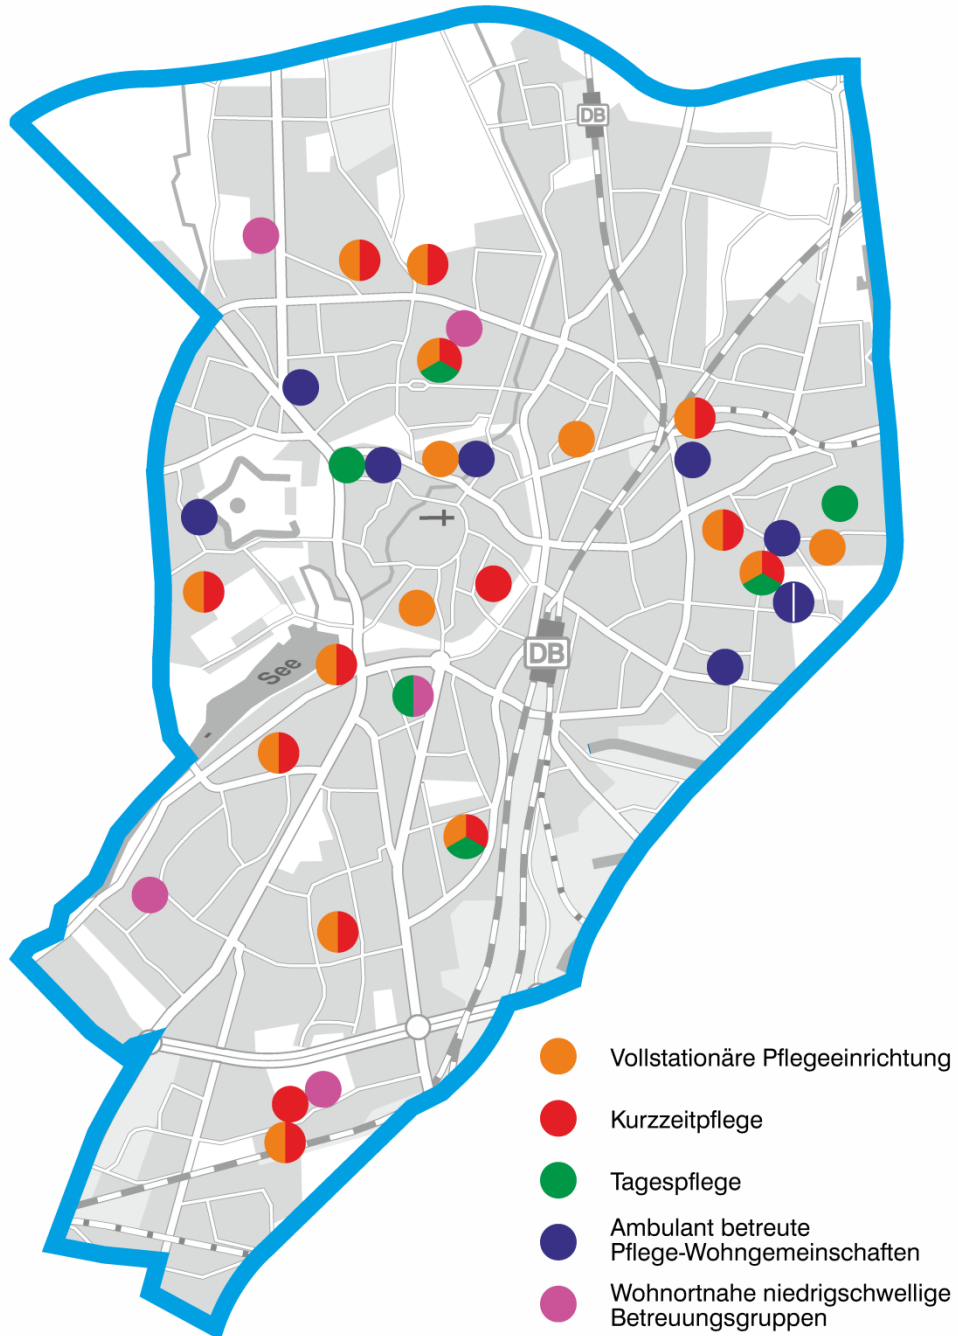 DB
See
DB
Vollstationäre Pflegeeinrichtung
Kurzzeitpflege
Tagespflege
Ambulant betreute
Pflege-Wohngemeinschaften
Wohnortnahe niedrigschwellige
Betreuungsgruppen